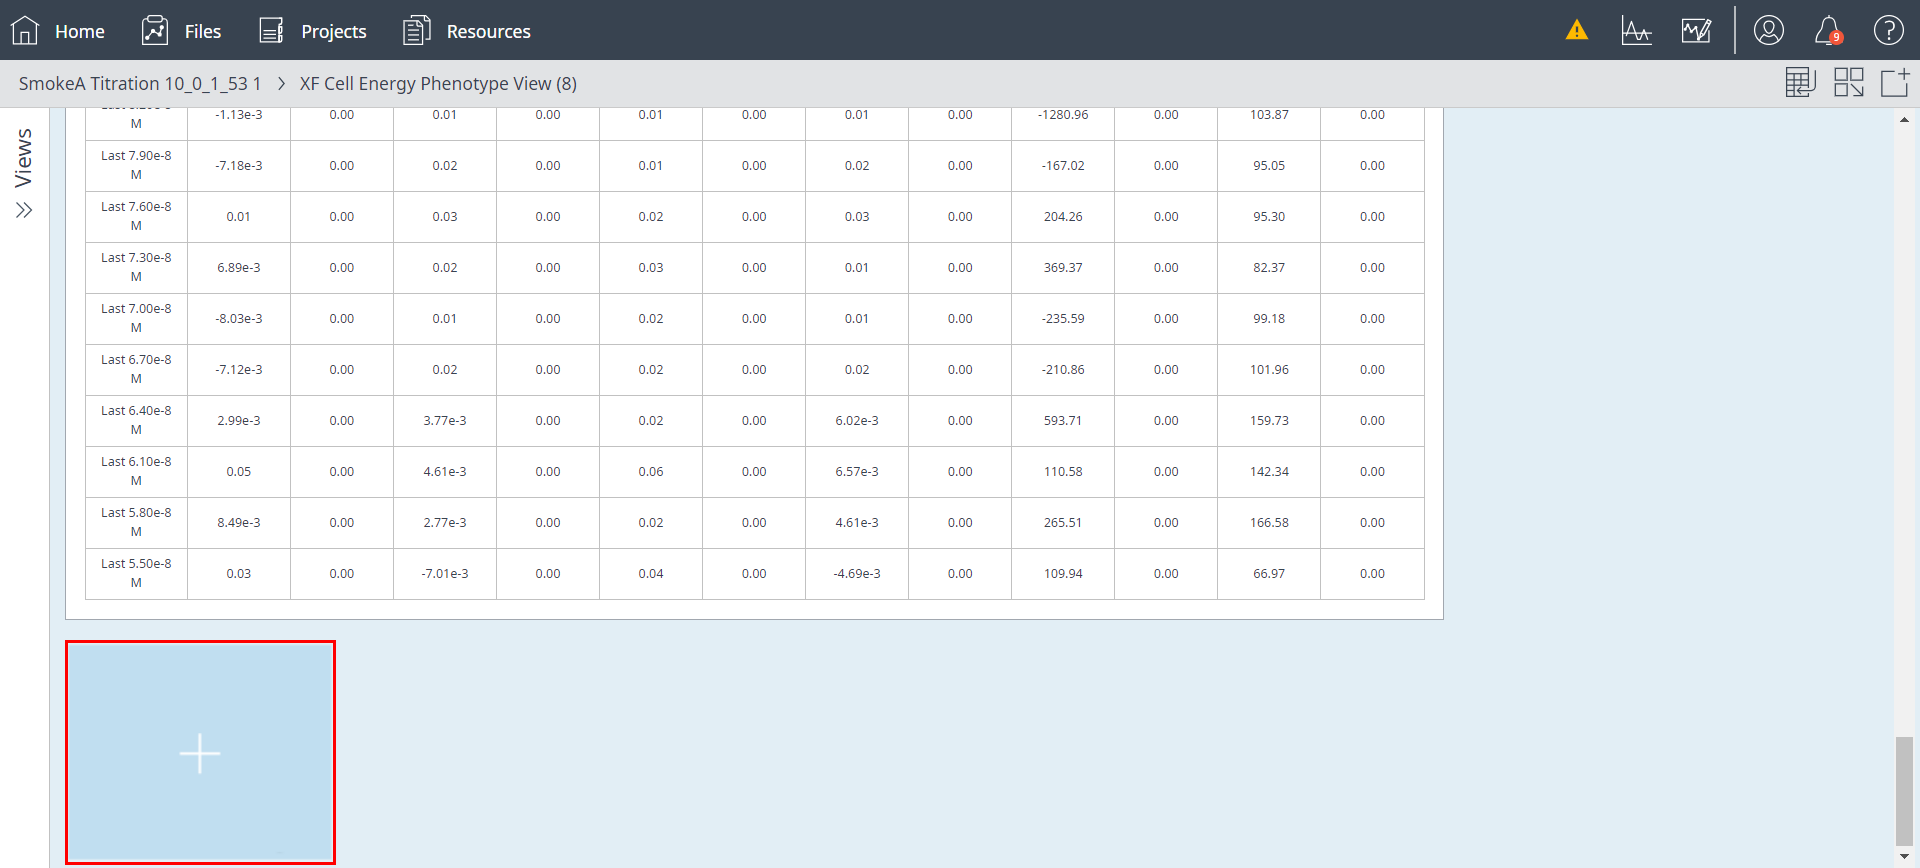 Home Files Projects Resources 9 ?
SmokeA Titration 10_0_1_53 1 > XF Cell Energy Phenotype View (8)
Views
M -1.13e-3 0.00 0.01 0.00 0.01 0.00 0.01 0.00 -1280.96 0.00 103.87 0.00
Last 7.90e-8
M -7.18e-3 0.00 0.02 0.00 0.01 0.00 0.02 0.00 -167.02 0.00 95.05 0.00
Last 7.60e-8
M 0.01 0.00 0.03 0.00 0.02 0.00 0.03 0.00 204.26 0.00 95.30 0.00
Last 7.30e-8
M 6.89e-3 0.00 0.02 0.00 0.03 0.00 0.01 0.00 369.37 0.00 82.37 0.00
Last 7.00e-8
M -8.03e-3 0.00 0.01 0.00 0.02 0.00 0.01 0.00 -235.59 0.00 99.18 0.00
Last 6.70e-8
M -7.12e-3 0.00 0.02 0.00 0.02 0.00 0.02 0.00 -210.86 0.00 101.96 0.00
Last 6.40e-8
M 2.99e-3 0.00 3.77e-3 0.00 0.02 0.00 6.02e-3 0.00 593.71 0.00 159.73 0.00
Last 6.10e-8
M 0.05 0.00 4.61e-3 0.00 0.06 0.00 6.57e-3 0.00 110.58 0.00 142.34 0.00
Last 5.80e-8
M 8.49e-3 0.00 2.77e-3 0.00 0.02 0.00 4.61e-3 0.00 265.51 0.00 166.58 0.00
Last 5.50e-8
M 0.03 0.00 -7.01e-3 0.00 0.04 0.00 -4.69e-3 0.00 109.94 0.00 66.97 0.00